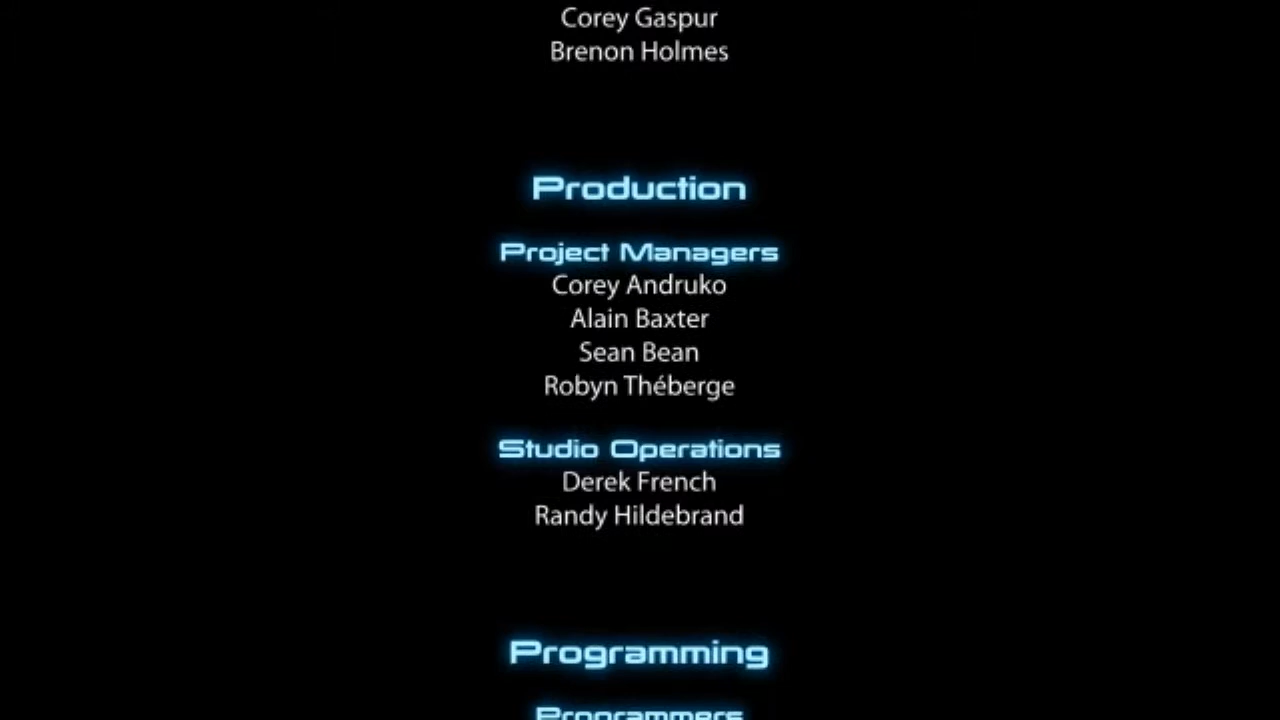 Corey Gaspur
Brenon Holmes
Production
Project Managers
Corey Andruko
Alain Baxter
Sean Bean
Robyn Théberge
Studio Operations
Derek French
Randy Hildebrand
Programming
Programmers